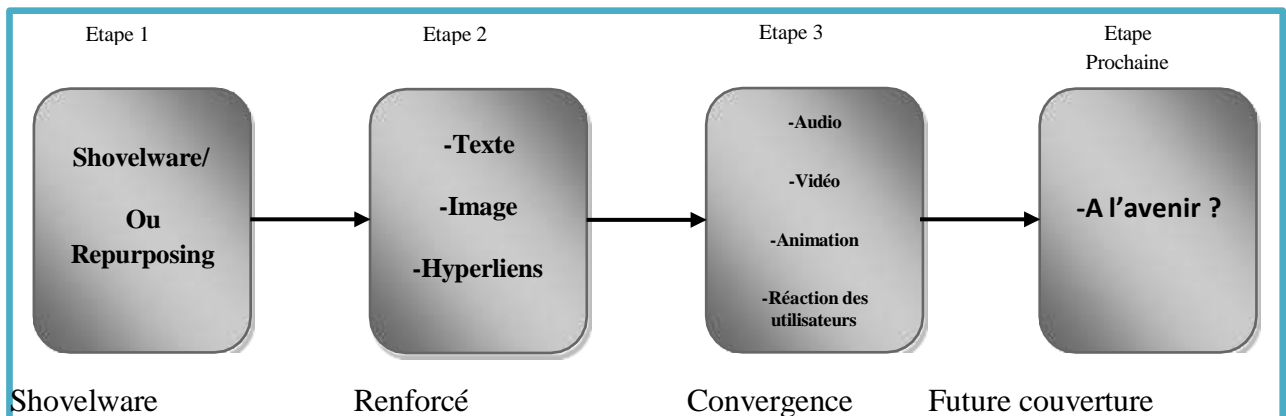 Etape 1
Etape 2
Etape 3
Etape
Prochaine
Shovelware/
Ou
Repurposing
-Texte
-Image
-Hyperliens
-Audio
-Vidéo
-Animation
-Réaction des
utilisateurs
-A l’avenir ?
Shovelware
Renforcé
Convergence
Future couverture